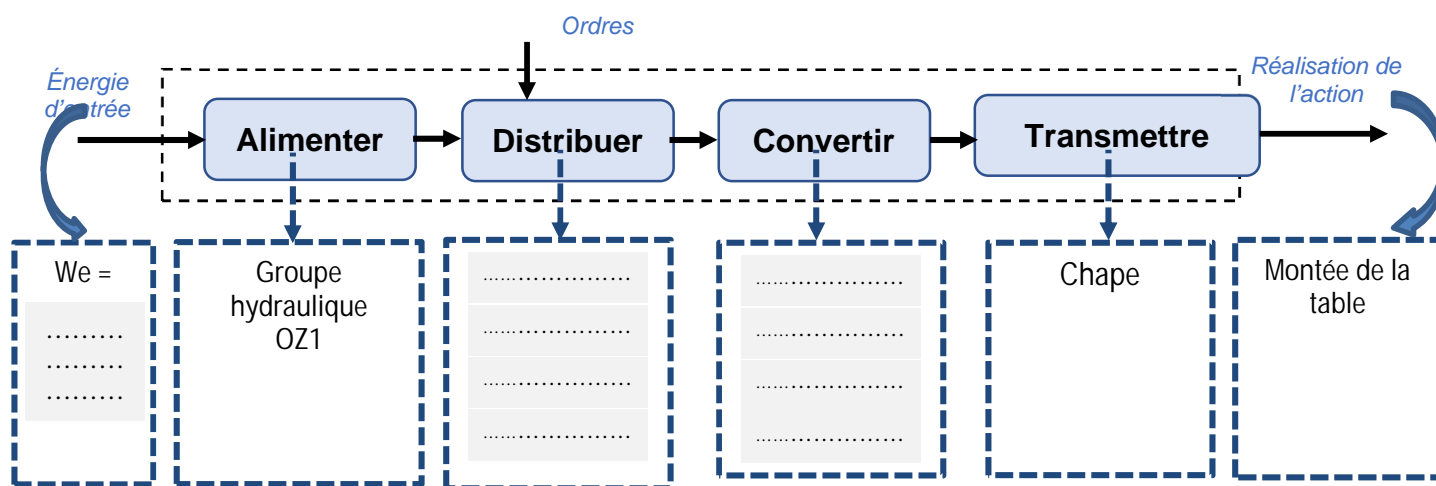 Ordres
Énergie
d'entrée
Réalisation de
l'action
Alimenter
Distribuer
Convertir
Transmettre
We =
.........
.........
.........
Groupe
hydraulique
OZ1
.....................
.....................
.....................
.....................
.....................
.....................
.....................
.....................
Chape
Montée de la
table